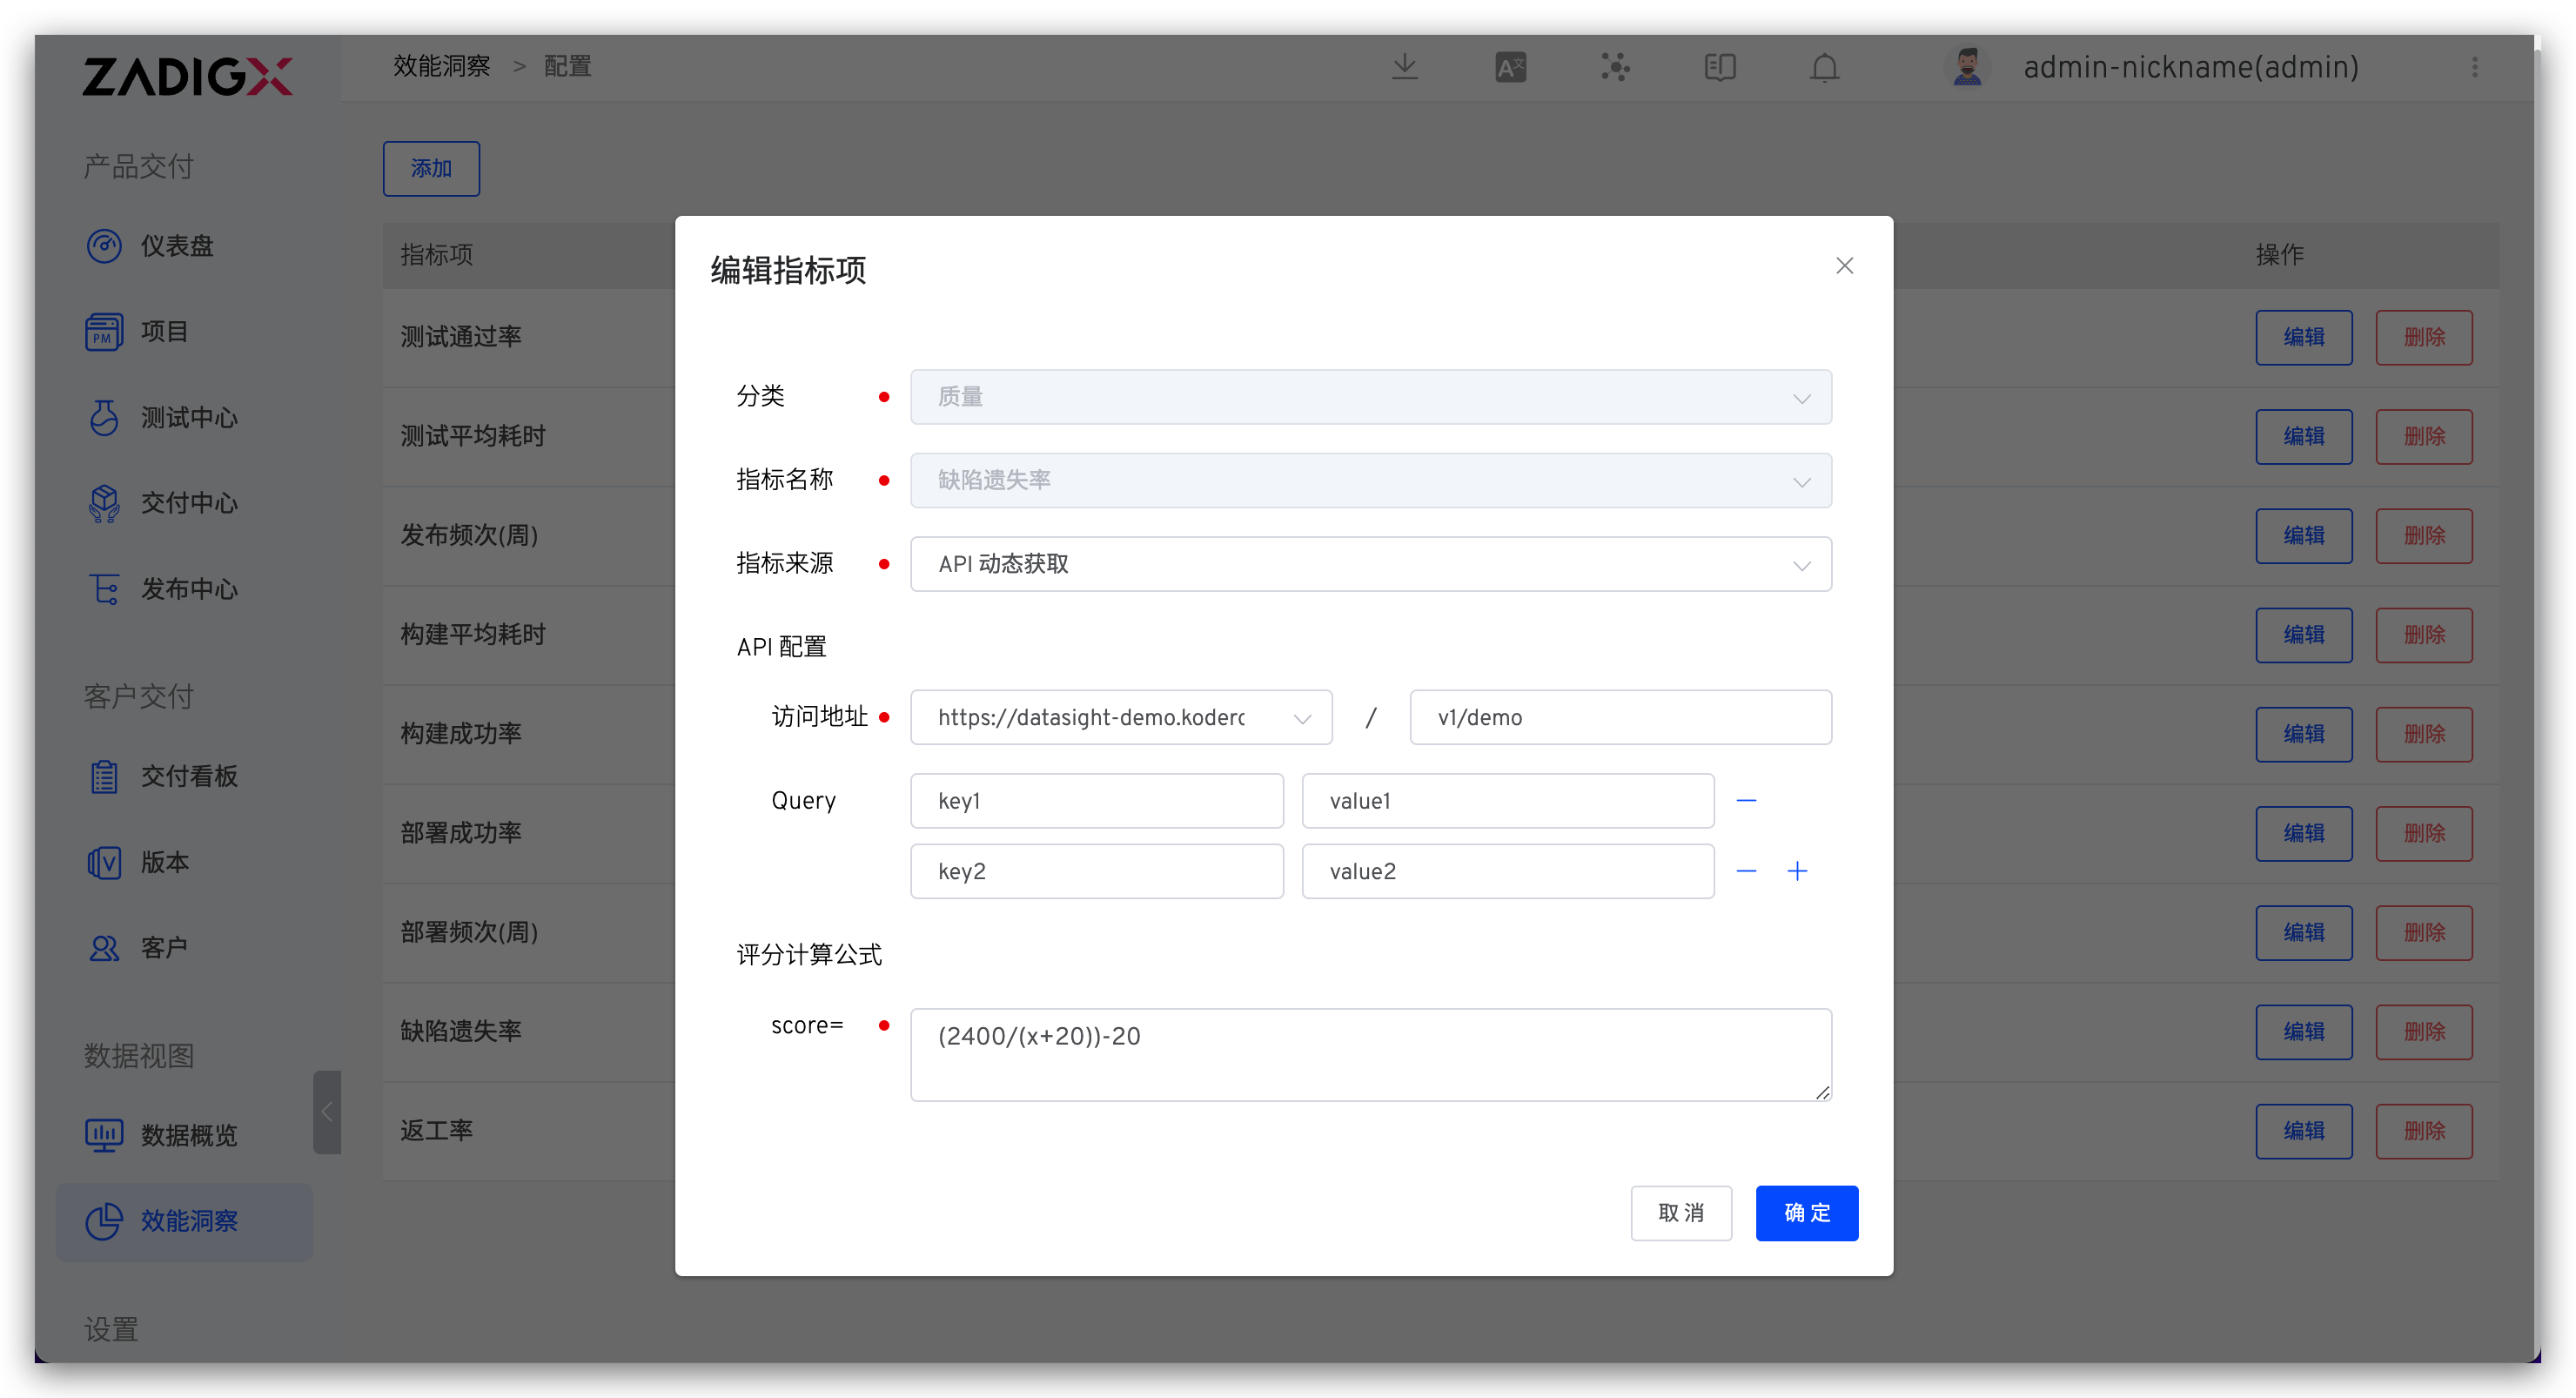 ZADIGX
效能洞察 > 配置
admin-nickname(admin)
产品交付
仪表盘
项目
测试中心
交付中心
发布中心
客户交付
交付看板
版本
客户
数据视图
数据概览
效能洞察
设置
添加
指标项
操作
测试通过率
编辑 删除
测试平均耗时
编辑 删除
发布频次(周)
编辑 删除
构建平均耗时
编辑 删除
构建成功率
编辑 删除
部署成功率
编辑 删除
部署频次(周)
编辑 删除
缺陷遗失率
编辑 删除
返工率
编辑 删除
编辑指标项
分类 质量
指标名称 缺陷遗失率
指标来源 API 动态获取
API 配置
访问地址 https://datasight-demo.koderc / v1/demo
Query key1 value1
key2 value2
评分计算公式
score= (2400/(x+20))-20
取消 确定